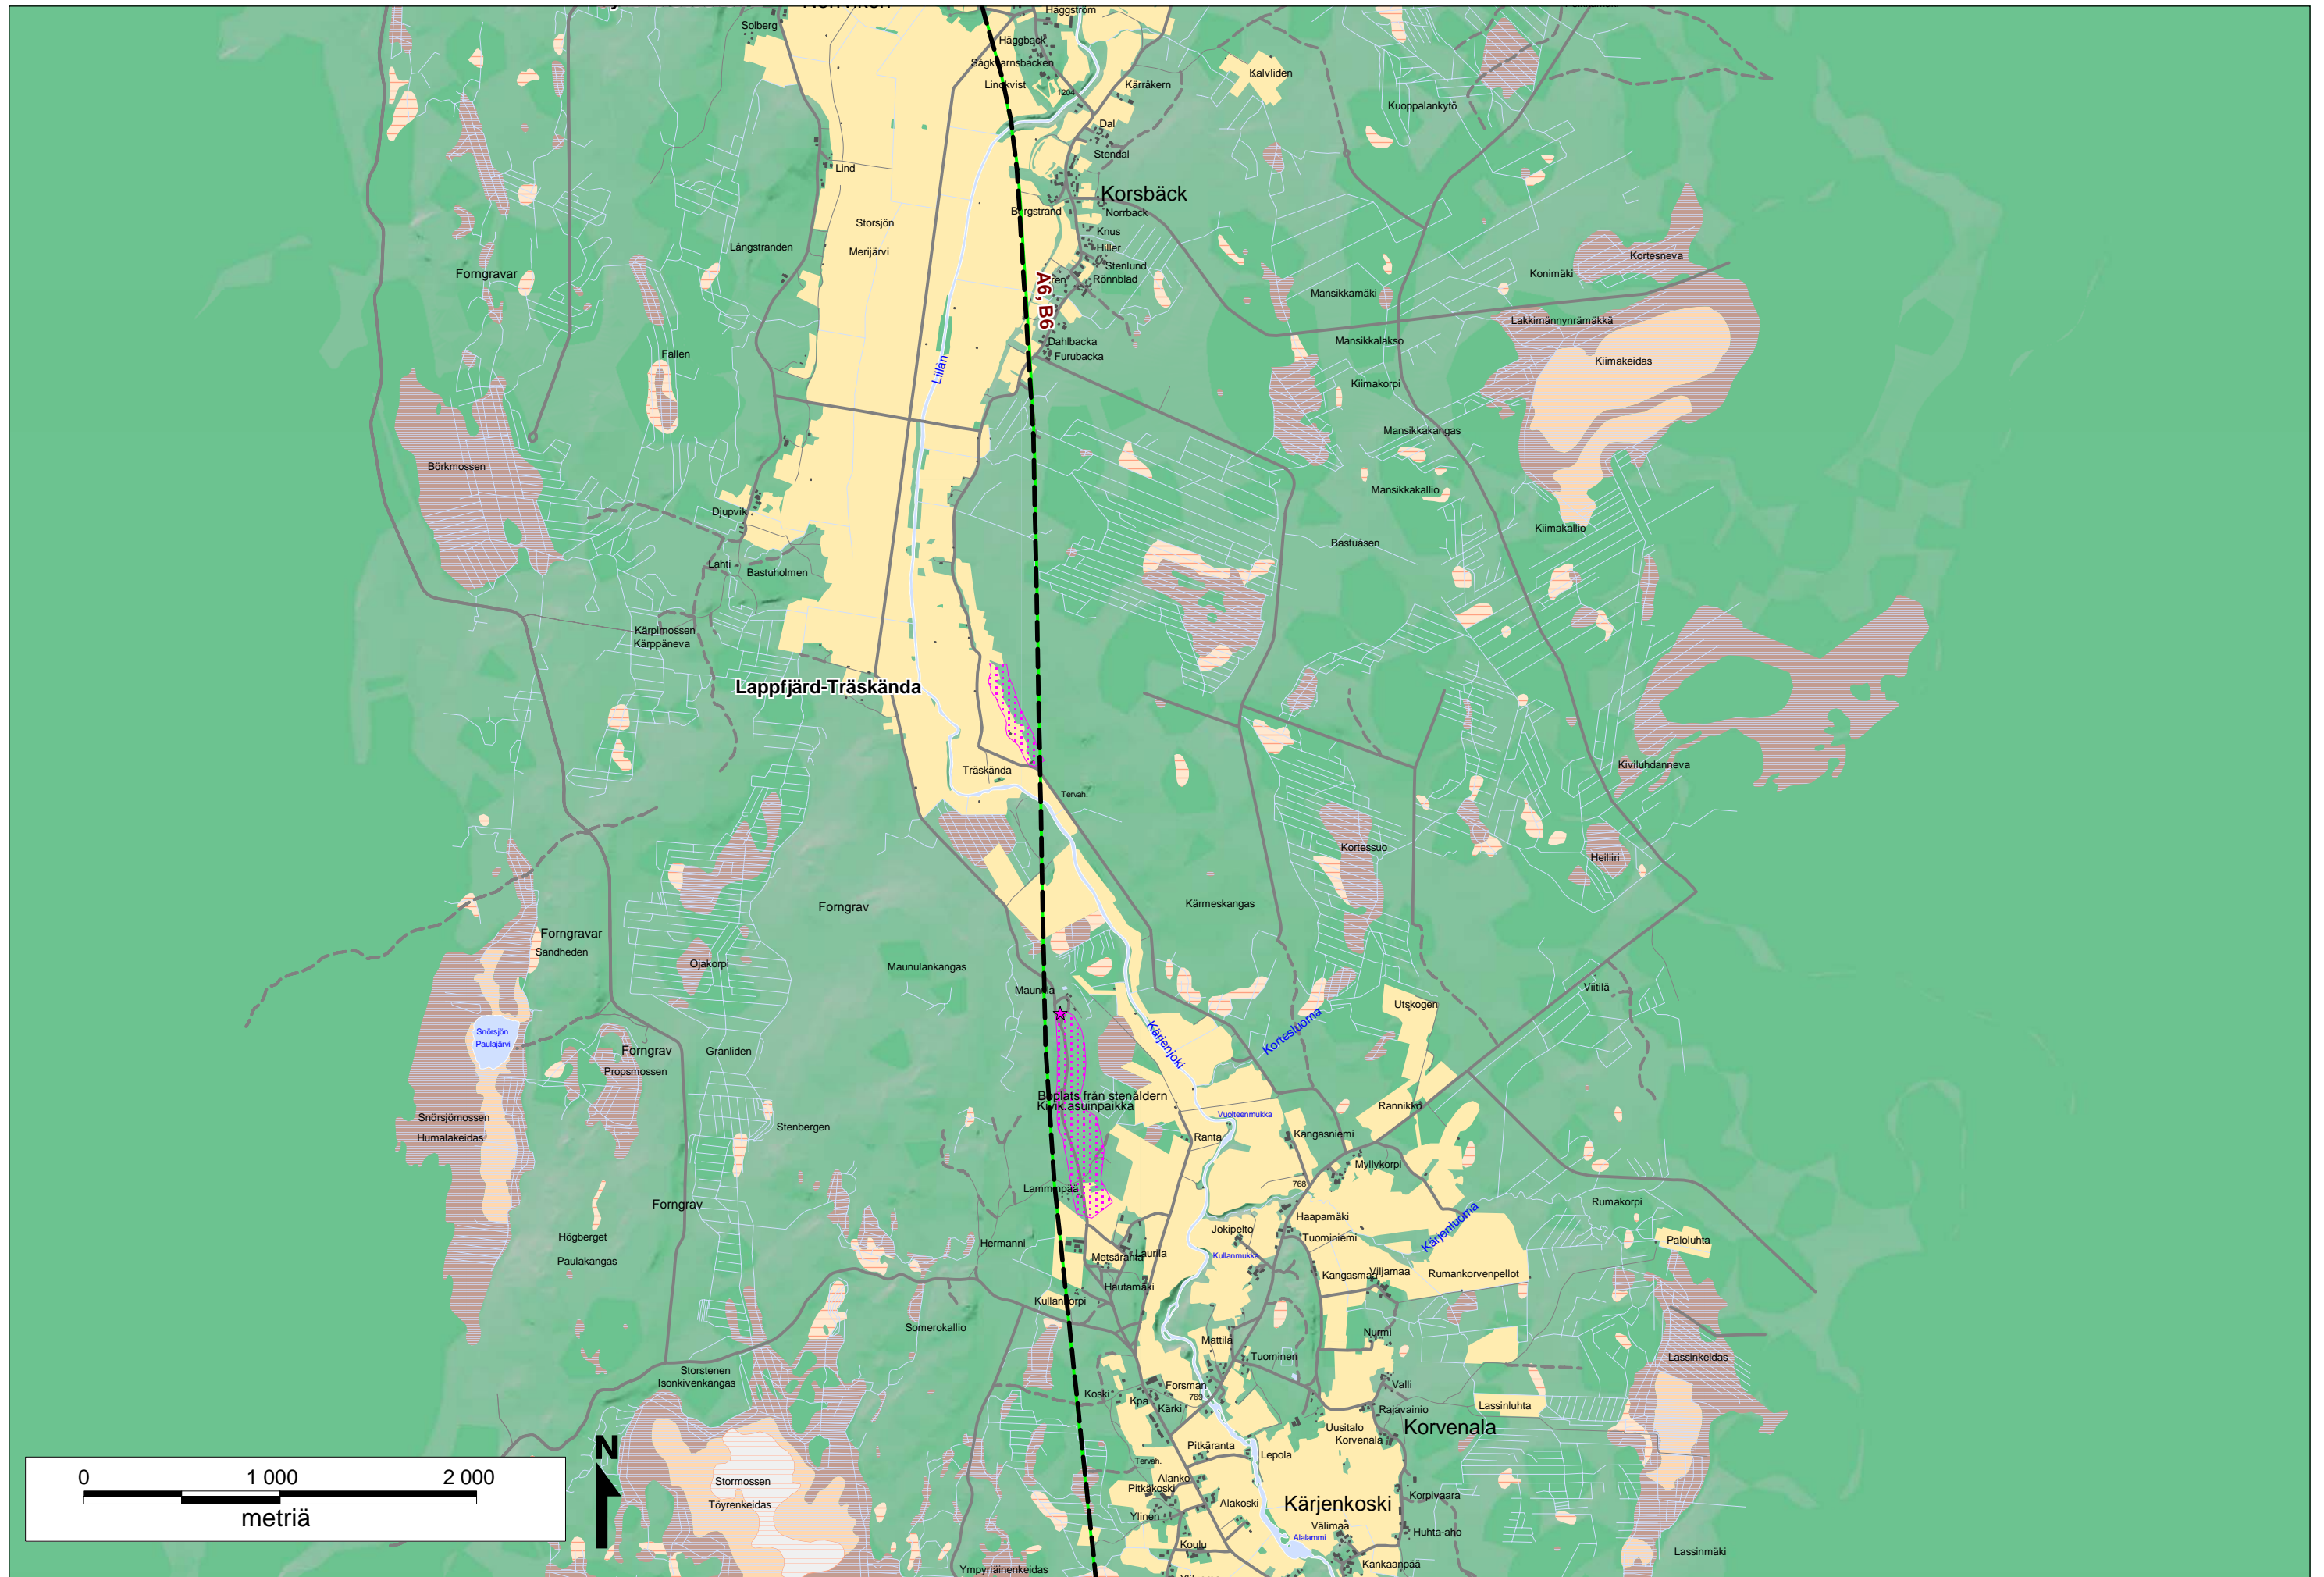 Solberg
Häggström
Häggback
Sågkvarnsbacken
Lindkvist
1204
Kärråkern
Kalvliden
Kuoppalankytö
Dal
Stendal
Lind
Korsbäck
Bergstrand
Norrback
Storsjön
Merijärvi
Långstranden
Knus
Hiller
Stenlund
Rönnblad
Forngravar
A6, B6
Kortesneva
Konimäki
Mansikkamäki
Lakkimännynrämäkkä
Dahlbacka
Furubacka
Mansikkalakso
Fallen
Lillån
Kiimakeidas
Kiimakorpi
Mansikkakangas
Börkmossen
Mansikkakallio
Djupvik
Kiimakallio
Bastuåsen
Lahti
Bastuholmen
Kärpimossen
Kärppäneva
Lappfjärd-Träskända
Träskända
Tervah.
Kiviluhdanneva
Kortessuo
Heiliiri
Forngrav
Kärmeskangas
Forngravar
Sandheden
Ojakorpi
Maunulankangas
Maunula
Viitilä
Utskogen
Snörsjön
Paulajärvi
Kärjenjoki
Kortesluoma
Forngrav
Granliden
Propsmossen
Boplats från stenåldern
Kivik.asuinpaikka
Snörsjömossen
Humalakeidas
Stenbergen
Vuolteenmukka
Rannikko
Ranta
Kangasniemi
Myllykorpi
Lamminpää
768
Forngrav
Rumakorpi
Haapamäki
Kärjenluoma
Högberget
Paulakangas
Hermanni
Jokipelto
Tuominiemi
Paloluhta
Metsäranta
Laurila
Kullanmukka
Kangasmaa
Viljamaa
Rumankorvenpellot
Hautamäki
Kullankorpi
Somerokallio
Mattila
Nurmi
Tuominen
Lassinkeidas
Storstenen
Isonkivenkangas
Koski
Kpa
Forsman
769
Kärki
Valli
Rajavainio
Lassinluhta
Uusitalo
Korvenala
Korvenala
Pitkäranta
Lepola
Tervah.
Alanko
Pitkäkoski
Stormossen
Töyrenkeidas
Ylinen
Alakoski
Kärjenkoski
Korpivaara
Välimaa
Huhta-aho
Alalammi
Koulu
Kankaanpää
Lassinmäki
Ympyriäinenkeidas
N
0 1 000 2 000
metriä